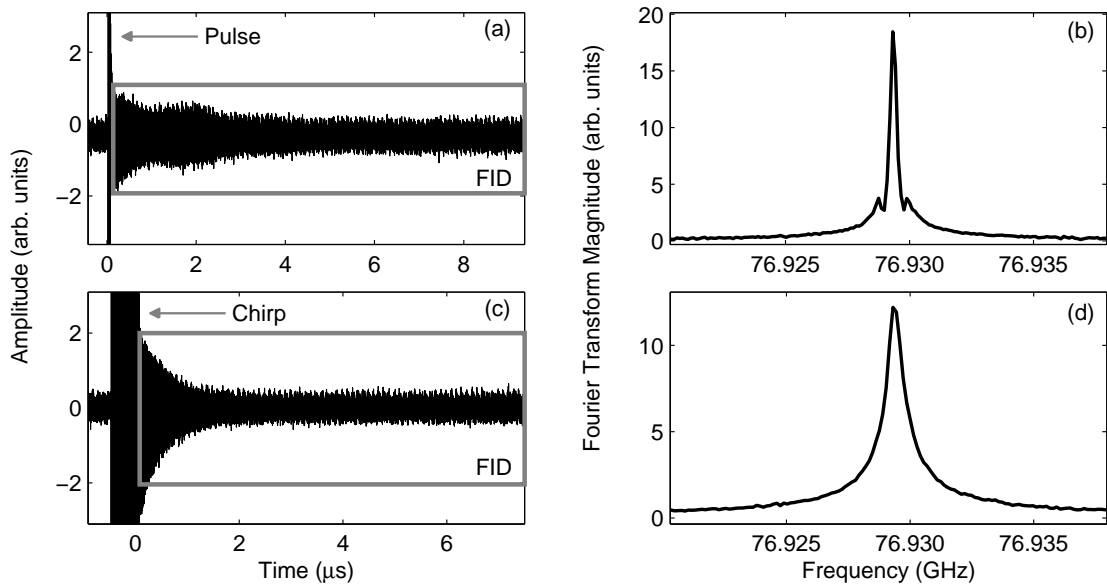 (a)
Pulse
FID
2
0
−2
0 2 4 6 8
(b)
20
15
10
5
0
76.925 76.930 76.935
(c)
Chirp
FID
2
0
−2
0 2 4 6
Time (μs)
Amplitude (arb. units)
(d)
10
5
0
76.925 76.930 76.935
Frequency (GHz)
Fourier Transform Magnitude (arb. units)